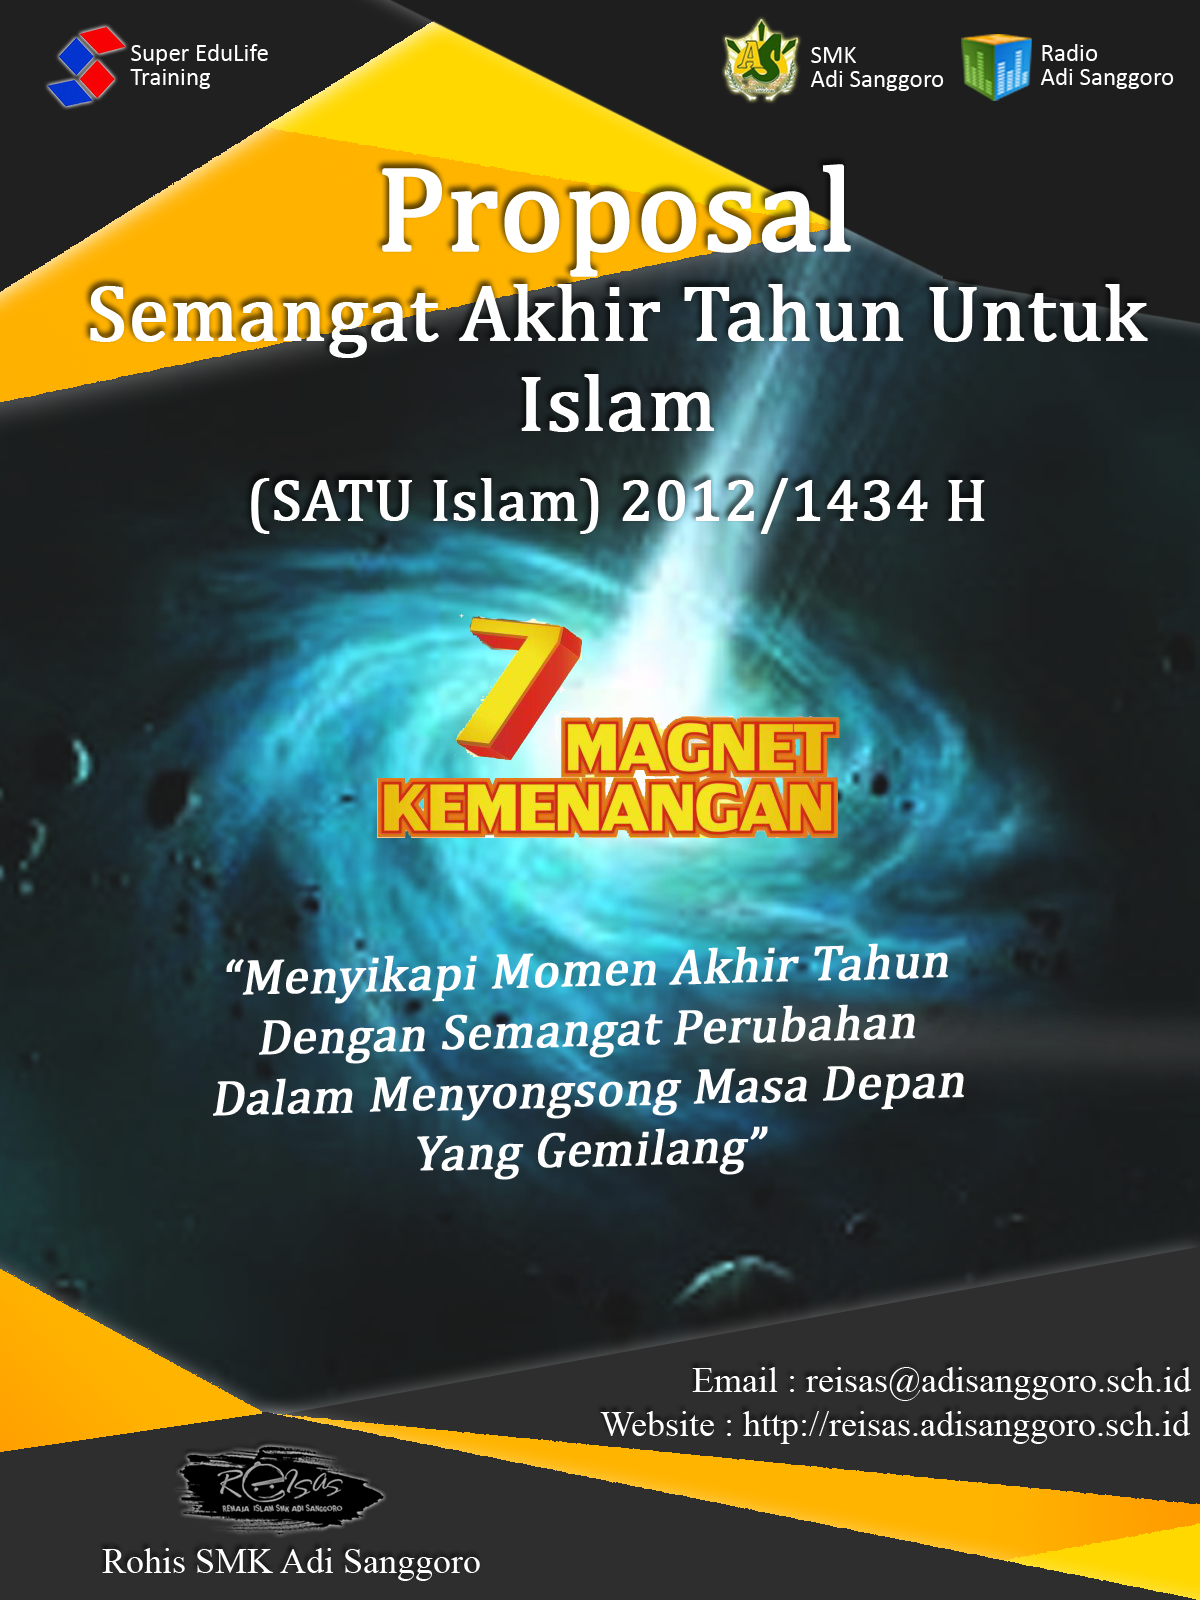 Super EduLife
Training
SMK
Adi Sanggoro
Radio
Adi Sanggoro
AS
Proposal
Semangat Akhir Tahun Untuk
Islam
(SATU Islam) 2012/1434 H
7 MAGNET
KEMENANGAN
“Menyikapi Momen Akhir Tahun
Dengan Semangat Perubahan
Dalam Menyongsong Masa Depan
Yang Gemilang”
Email : reisas@adisanggoro.sch.id
Website : http://reisas.adisanggoro.sch.id
Reisas
REMAJA ISLAM SMK ADI SANGGORO
Rohis SMK Adi Sanggoro